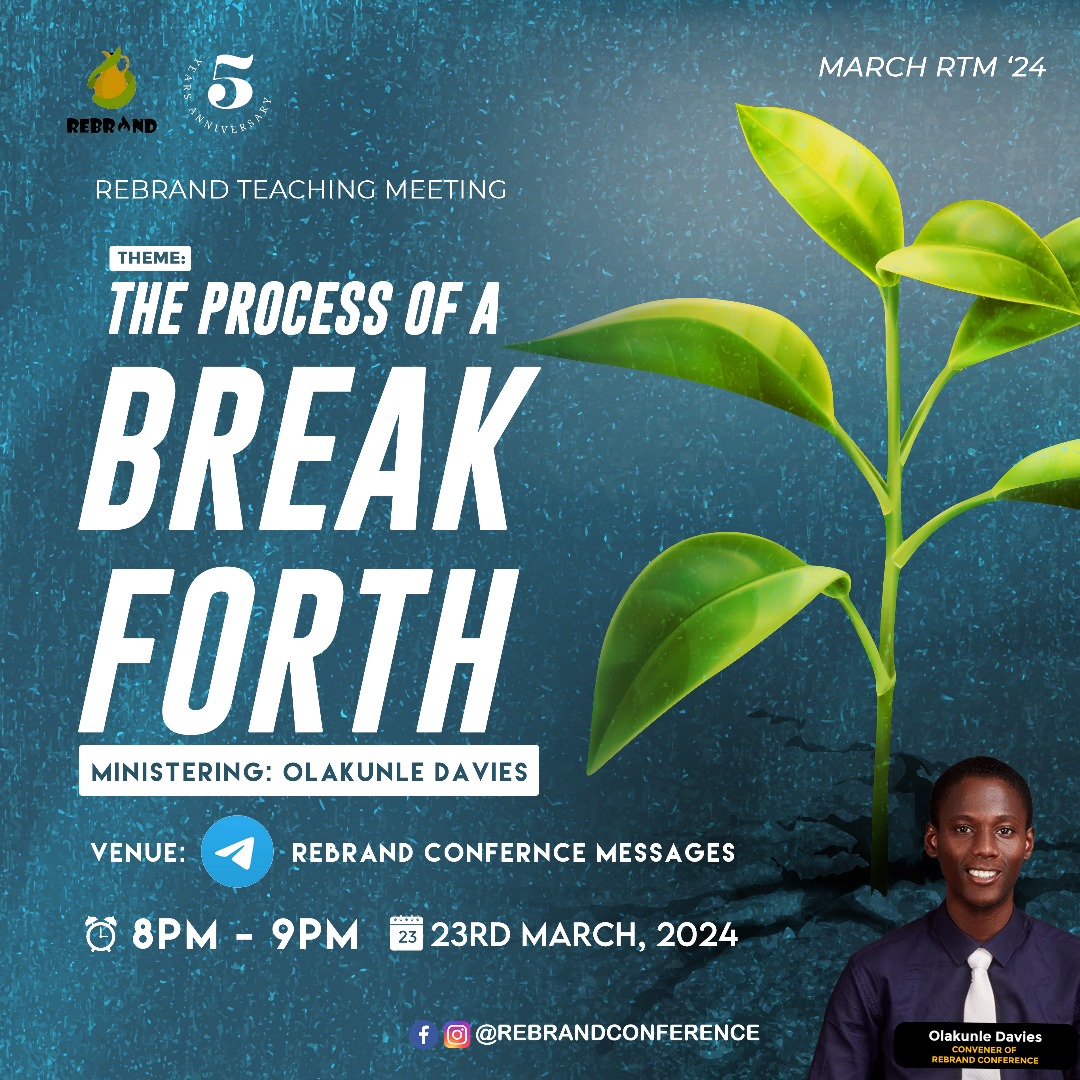 REBRAND
5
YEARS ANNIVERSARY
MARCH RTM ‘24
REBRAND TEACHING MEETING
THEME:
THE PROCESS OF A
BREAK
FORTH
MINISTERING: OLAKUNLE DAVIES
VENUE: REBRAND CONFERNCE MESSAGES
8PM - 9PM 23 23RD MARCH, 2024
@REBRANDCONFERENCE
Olakunle Davies
CONVENER OF
REBRAND CONFERENCE